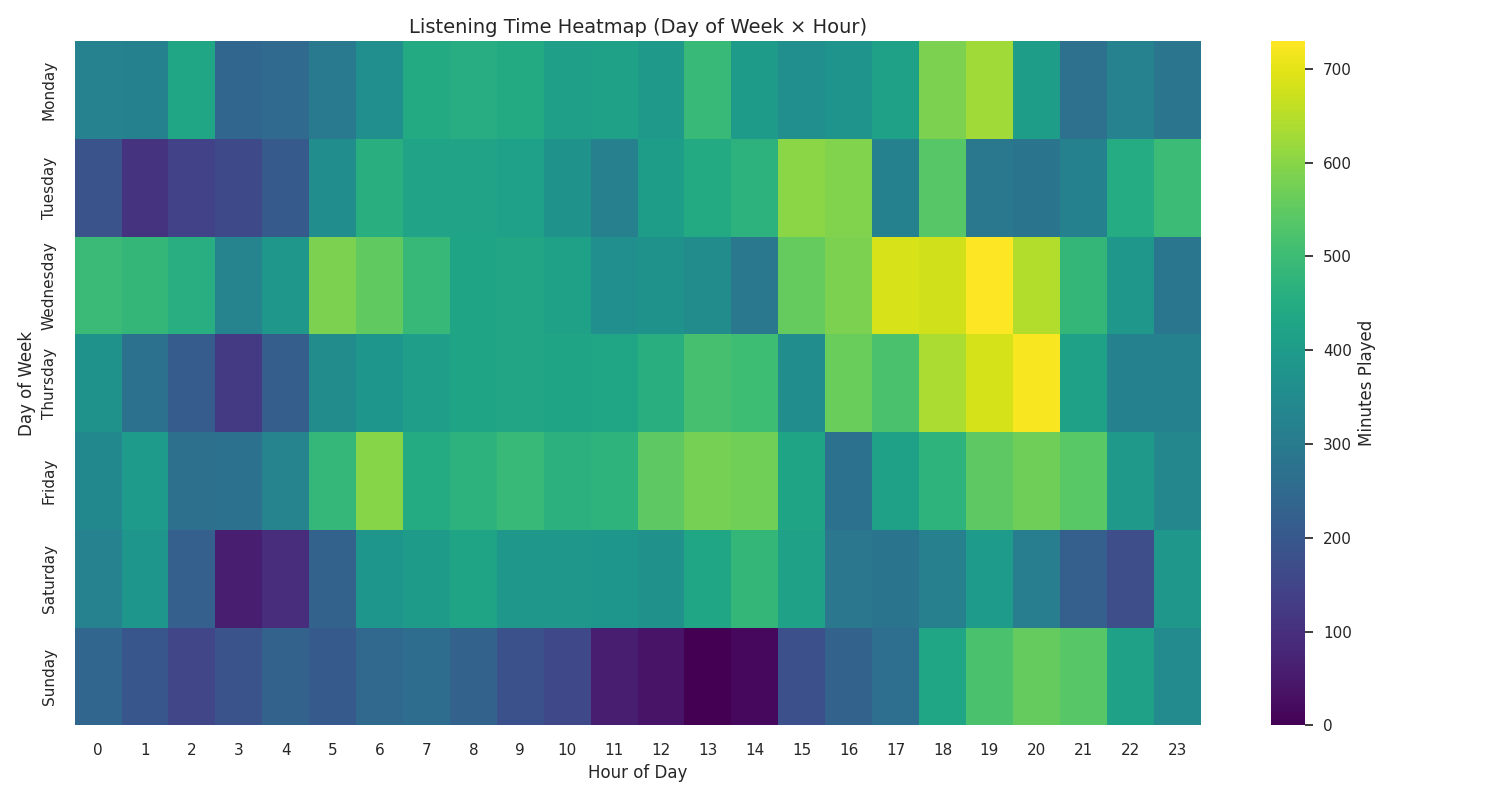 Listening Time Heatmap (Day of Week × Hour)
Day of Week
Monday
Tuesday
Wednesday
Thursday
Friday
Saturday
Sunday
0 1 2 3 4 5 6 7 8 9 10 11 12 13 14 15 16 17 18 19 20 21 22 23
Hour of Day
700
600
500
400
300
200
100
0
Minutes Played